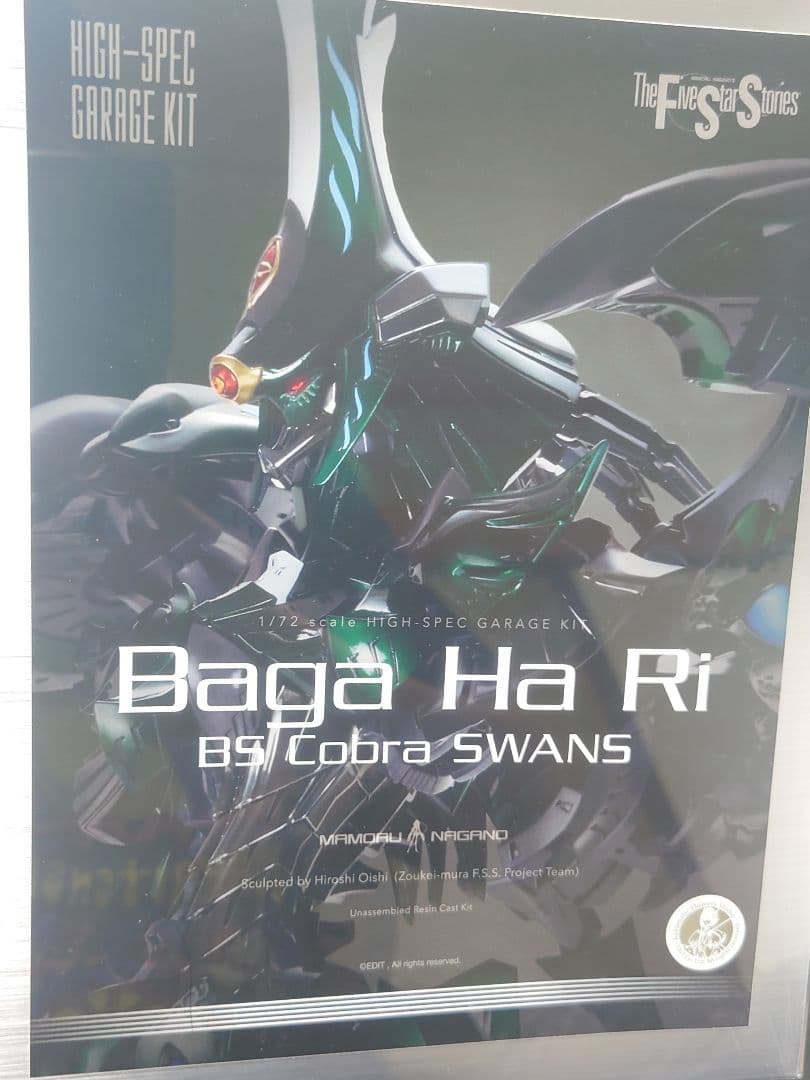 HIGH-SPEC
GARAGE KIT
The Five Star Stories
1/72 scale HIGH-SPEC GARAGE KIT
Baga Ha Ri
BS Cobra SWANS
MAMORU NAGANO
Sculpted by Hiroshi Oishi (Zoukei-mura F.S.S. Project Team)
Unassembled Resin Cast Kit
©EDIT, All rights reserved.